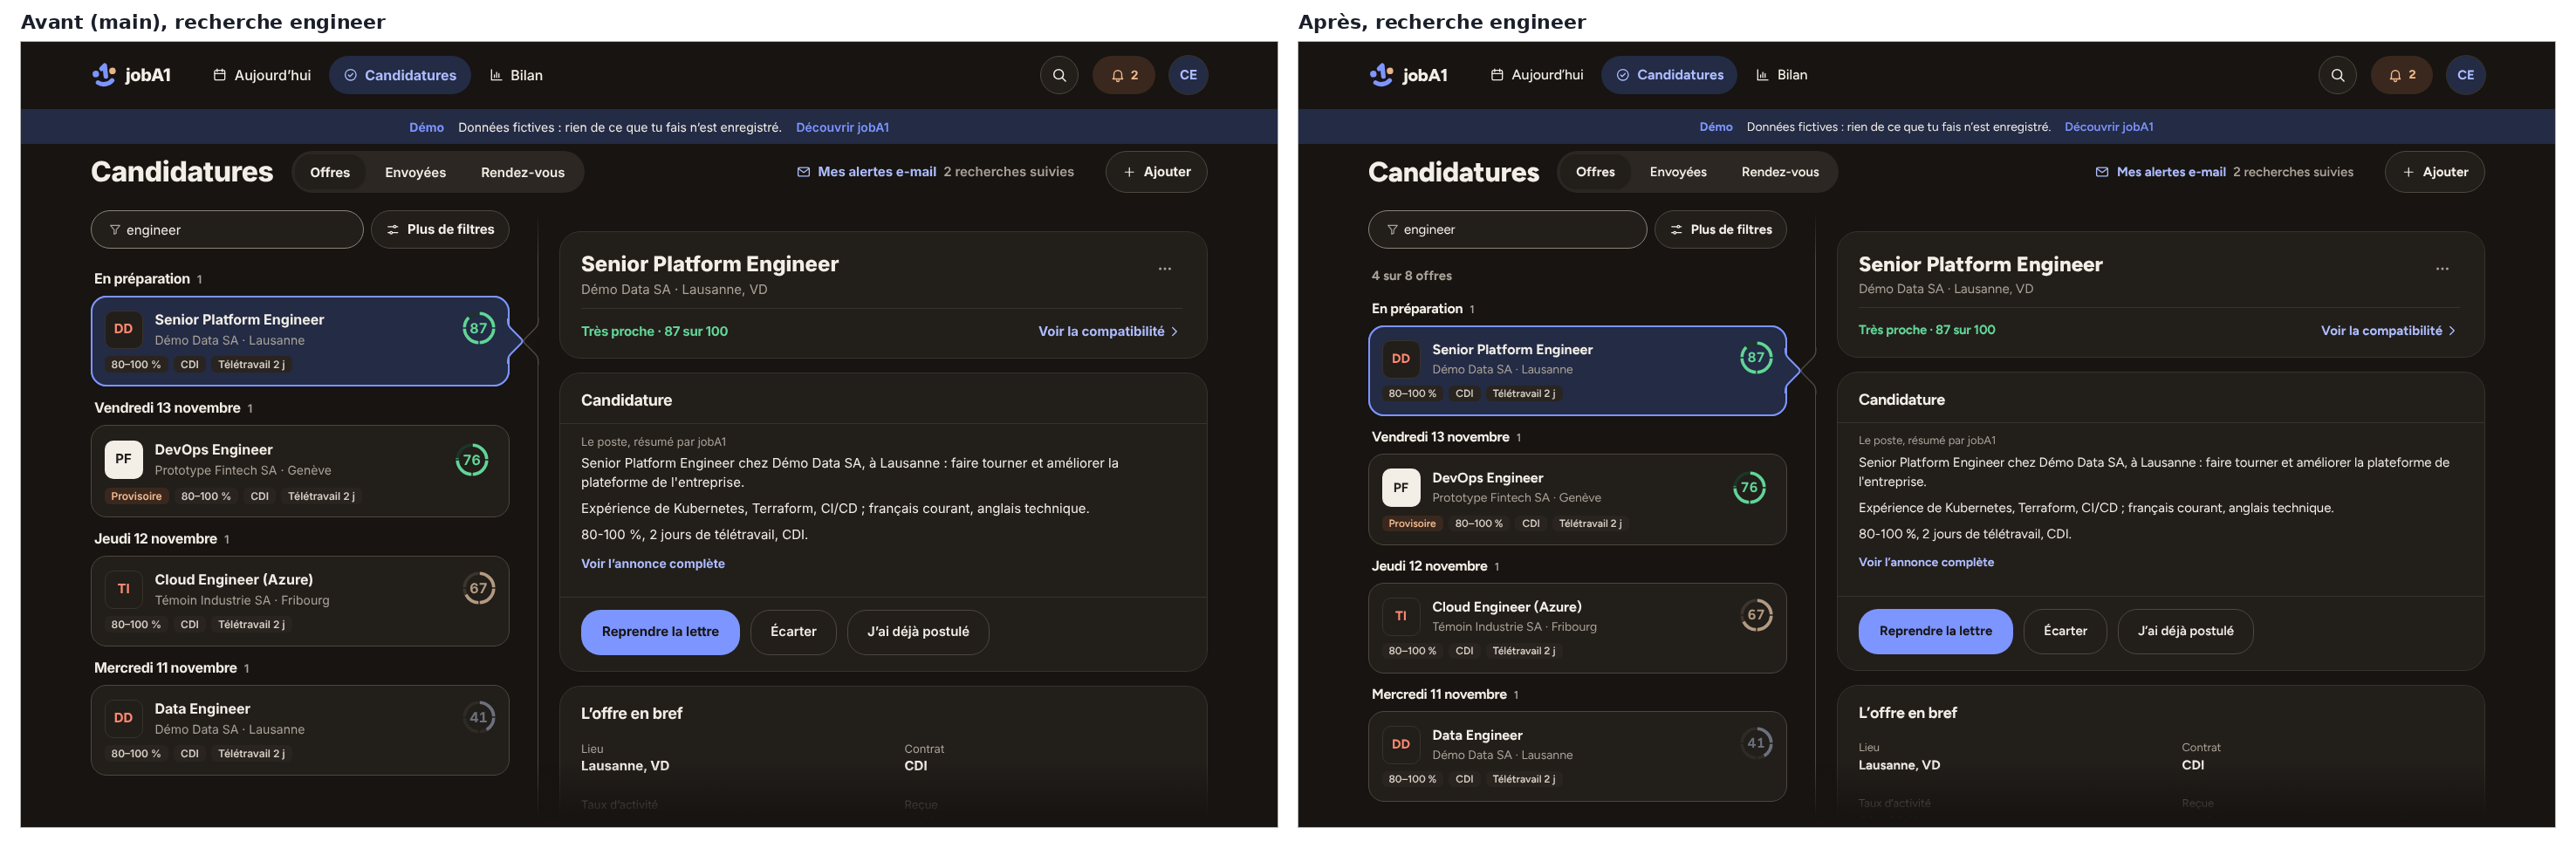 Avant (main), recherche engineer
jobA1
Aujourd’hui
Candidatures
Bilan
2
CE
Démo Données fictives : rien de ce que tu fais n’est enregistré. Découvrir jobA1
Candidatures
Offres
Envoyées
Rendez-vous
Mes alertes e-mail 2 recherches suivies
Ajouter
engineer
Plus de filtres
En préparation 1
DD
Senior Platform Engineer
Démo Data SA · Lausanne
87
80–100 % CDI Télétravail 2 j
Vendredi 13 novembre 1
PF
DevOps Engineer
Prototype Fintech SA · Genève
76
Provisoire 80–100 % CDI Télétravail 2 j
Jeudi 12 novembre 1
TI
Cloud Engineer (Azure)
Témoin Industrie SA · Fribourg
67
80–100 % CDI Télétravail 2 j
Mercredi 11 novembre 1
DD
Data Engineer
Démo Data SA · Lausanne
41
80–100 % CDI Télétravail 2 j
Senior Platform Engineer
Démo Data SA · Lausanne, VD
Très proche · 87 sur 100
Voir la compatibilité
Candidature
Le poste, résumé par jobA1
Senior Platform Engineer chez Démo Data SA, à Lausanne : faire tourner et améliorer la
plateforme de l'entreprise.
Expérience de Kubernetes, Terraform, CI/CD ; français courant, anglais technique.
80-100 %, 2 jours de télétravail, CDI.
Voir l’annonce complète
Reprendre la lettre
Écarter
J’ai déjà postulé
L’offre en bref
Lieu
Lausanne, VD
Contrat
CDI
Taux d’activité
Reçue
Après, recherche engineer
jobA1
Aujourd’hui
Candidatures
Bilan
2
CE
Démo Données fictives : rien de ce que tu fais n’est enregistré. Découvrir jobA1
Candidatures
Offres
Envoyées
Rendez-vous
Mes alertes e-mail 2 recherches suivies
Ajouter
engineer
Plus de filtres
4 sur 8 offres
En préparation 1
DD
Senior Platform Engineer
Démo Data SA · Lausanne
87
80–100 % CDI Télétravail 2 j
Vendredi 13 novembre 1
PF
DevOps Engineer
Prototype Fintech SA · Genève
76
Provisoire 80–100 % CDI Télétravail 2 j
Jeudi 12 novembre 1
TI
Cloud Engineer (Azure)
Témoin Industrie SA · Fribourg
67
80–100 % CDI Télétravail 2 j
Mercredi 11 novembre 1
DD
Data Engineer
Démo Data SA · Lausanne
41
80–100 % CDI Télétravail 2 j
Senior Platform Engineer
Démo Data SA · Lausanne, VD
Très proche · 87 sur 100
Voir la compatibilité
Candidature
Le poste, résumé par jobA1
Senior Platform Engineer chez Démo Data SA, à Lausanne : faire tourner et améliorer la plateforme de
l'entreprise.
Expérience de Kubernetes, Terraform, CI/CD ; français courant, anglais technique.
80-100 %, 2 jours de télétravail, CDI.
Voir l’annonce complète
Reprendre la lettre
Écarter
J’ai déjà postulé
L’offre en bref
Lieu
Lausanne, VD
Contrat
CDI
Taux d’activité
Reçue